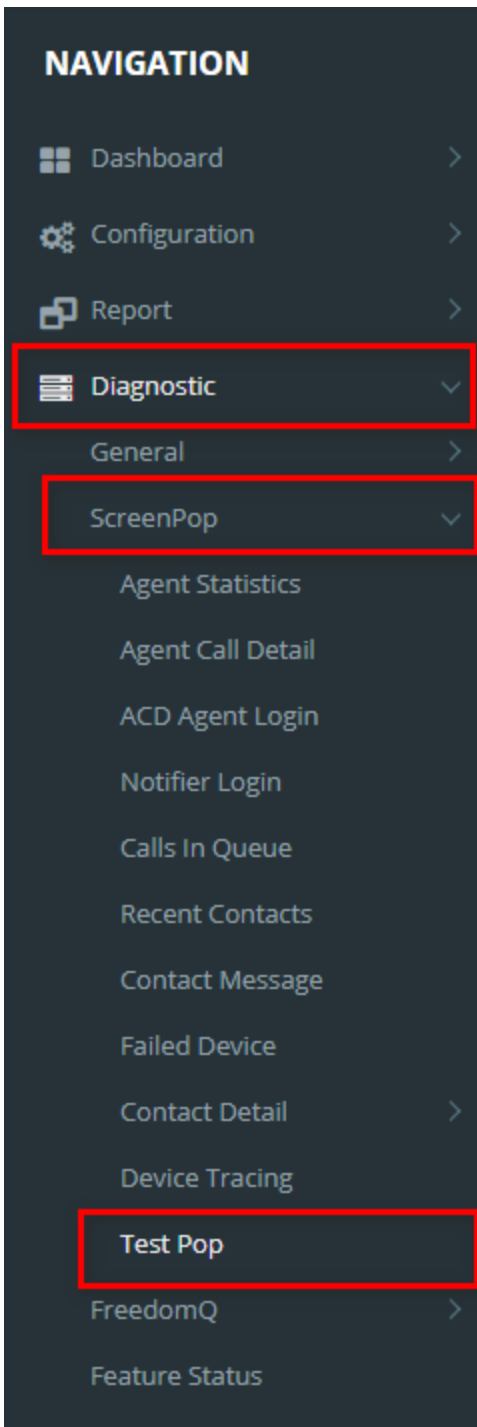 NAVIGATION
Dashboard
Configuration
Report
Diagnostic
General
ScreenPop
Agent Statistics
Agent Call Detail
ACD Agent Login
Notifier Login
Calls In Queue
Recent Contacts
Contact Message
Failed Device
Contact Detail
Device Tracing
Test Pop
FreedomQ
Feature Status